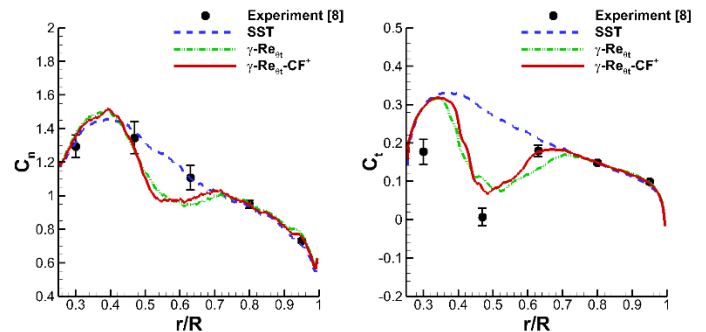 Experiment [8]
SST
γ-Reθt
γ-Reθt-CF+
2
1.8
1.6
1.4
1.2
1
0.8
0.6
0.4
Cn
0.3 0.4 0.5 0.6 0.7 0.8 0.9 1
r/R
Experiment [8]
SST
γ-Reθt
γ-Reθt-CF+
0.5
0.4
0.3
0.2
0.1
0
-0.1
-0.2
Ct
0.3 0.4 0.5 0.6 0.7 0.8 0.9 1
r/R